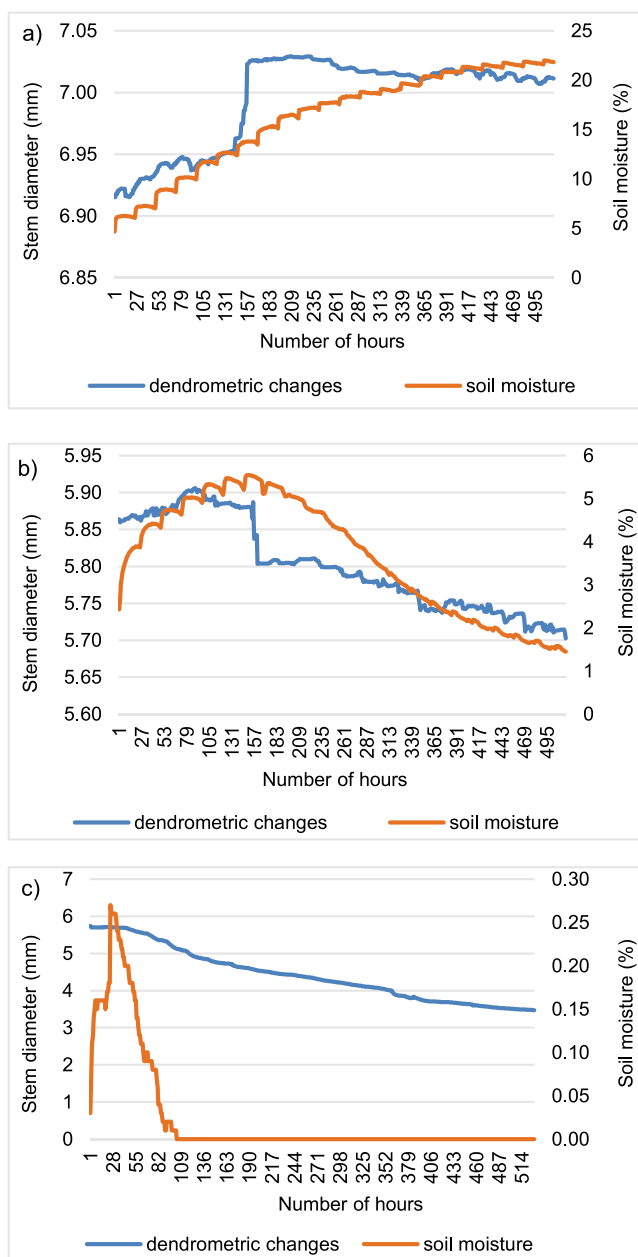 a)
7.05
7.00
6.95
6.90
6.85
25
20
15
10
5
0
Stem diameter (mm)
Soil moisture (%)
1 27 53 79 105 131 157 183 209 235 261 287 313 339 365 391 417 443 469 495
Number of hours
dendrometric changes soil moisture
b)
5.95
5.90
5.85
5.80
5.75
5.70
5.65
5.60
6
5
4
3
2
1
0
Stem diameter (mm)
Soil moisture (%)
1 27 53 79 105 131 157 183 209 235 261 287 313 339 365 391 417 443 469 495
Number of hours
dendrometric changes soil moisture
c)
7
6
5
4
3
2
1
0
0.30
0.25
0.20
0.15
0.10
0.05
0.00
Stem diameter (mm)
Soil moisture (%)
1 28 55 82 109 136 163 190 217 244 271 298 325 352 379 406 433 460 487 514
Number of hours
dendrometric changes soil moisture